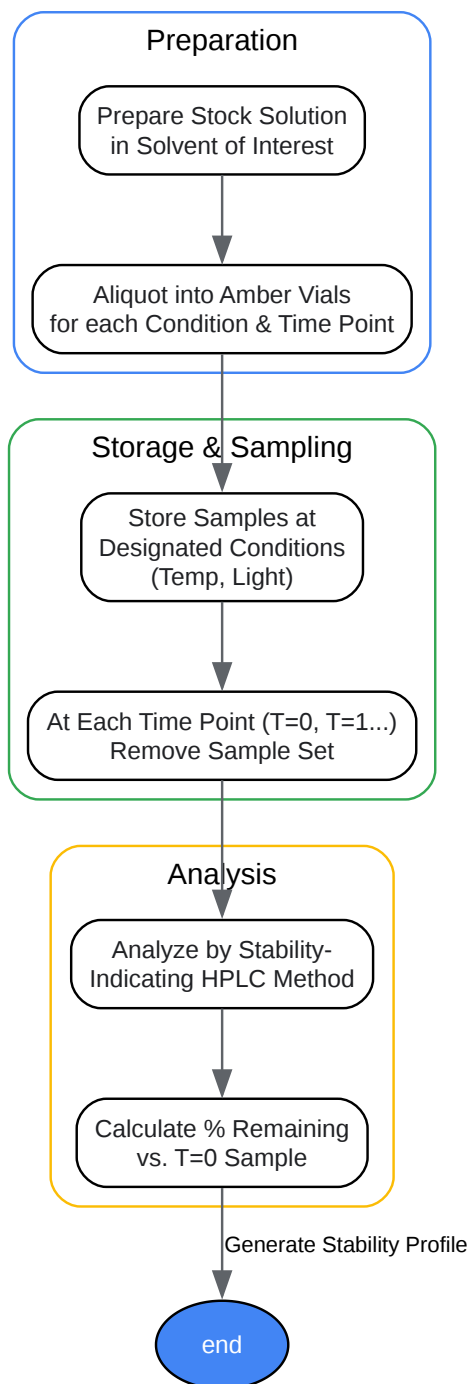 Preparation
Prepare Stock Solution
in Solvent of Interest
Aliquot into Amber Vials
for each Condition & Time Point
Storage & Sampling
Store Samples at
Designated Conditions
(Temp, Light)
At Each Time Point (T=0, T=1...)
Remove Sample Set
Analysis
Analyze by Stability-
Indicating HPLC Method
Calculate % Remaining
vs. T=0 Sample
Generate Stability Profile
end